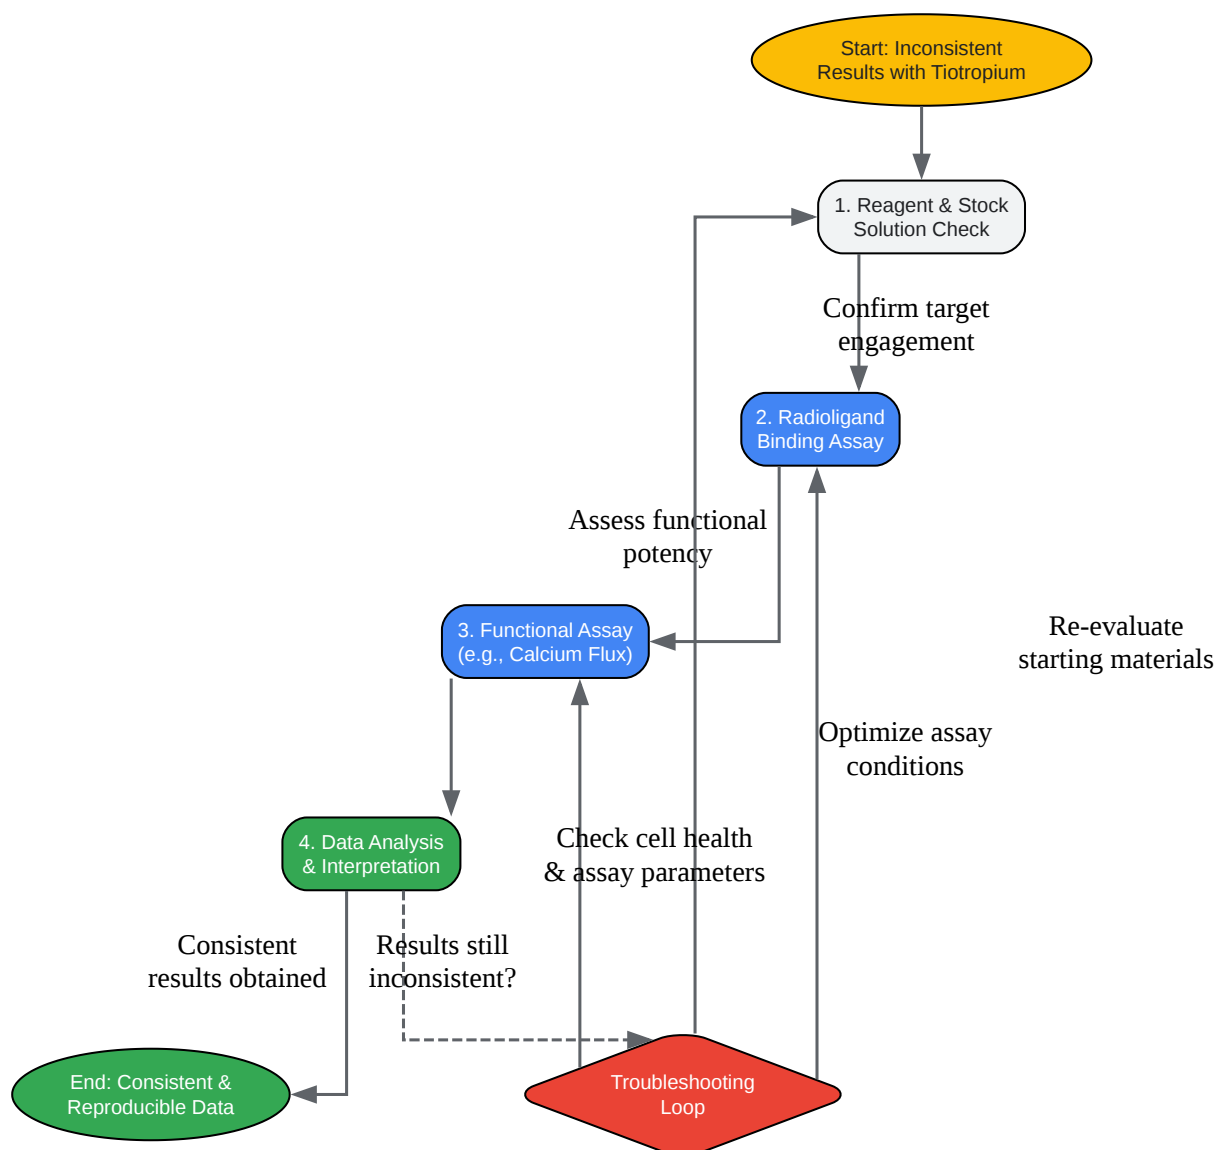 Start: Inconsistent
Results with Tiotropium
1. Reagent & Stock
Solution Check
Confirm target
engagement
2. Radioligand
Binding Assay
Assess functional
potency
3. Functional Assay
(e.g., Calcium Flux)
Re-evaluate
starting materials
Optimize assay
conditions
4. Data Analysis
& Interpretation
Check cell health
& assay parameters
Consistent
results obtained
Results still
inconsistent?
End: Consistent &
Reproducible Data
Troubleshooting
Loop